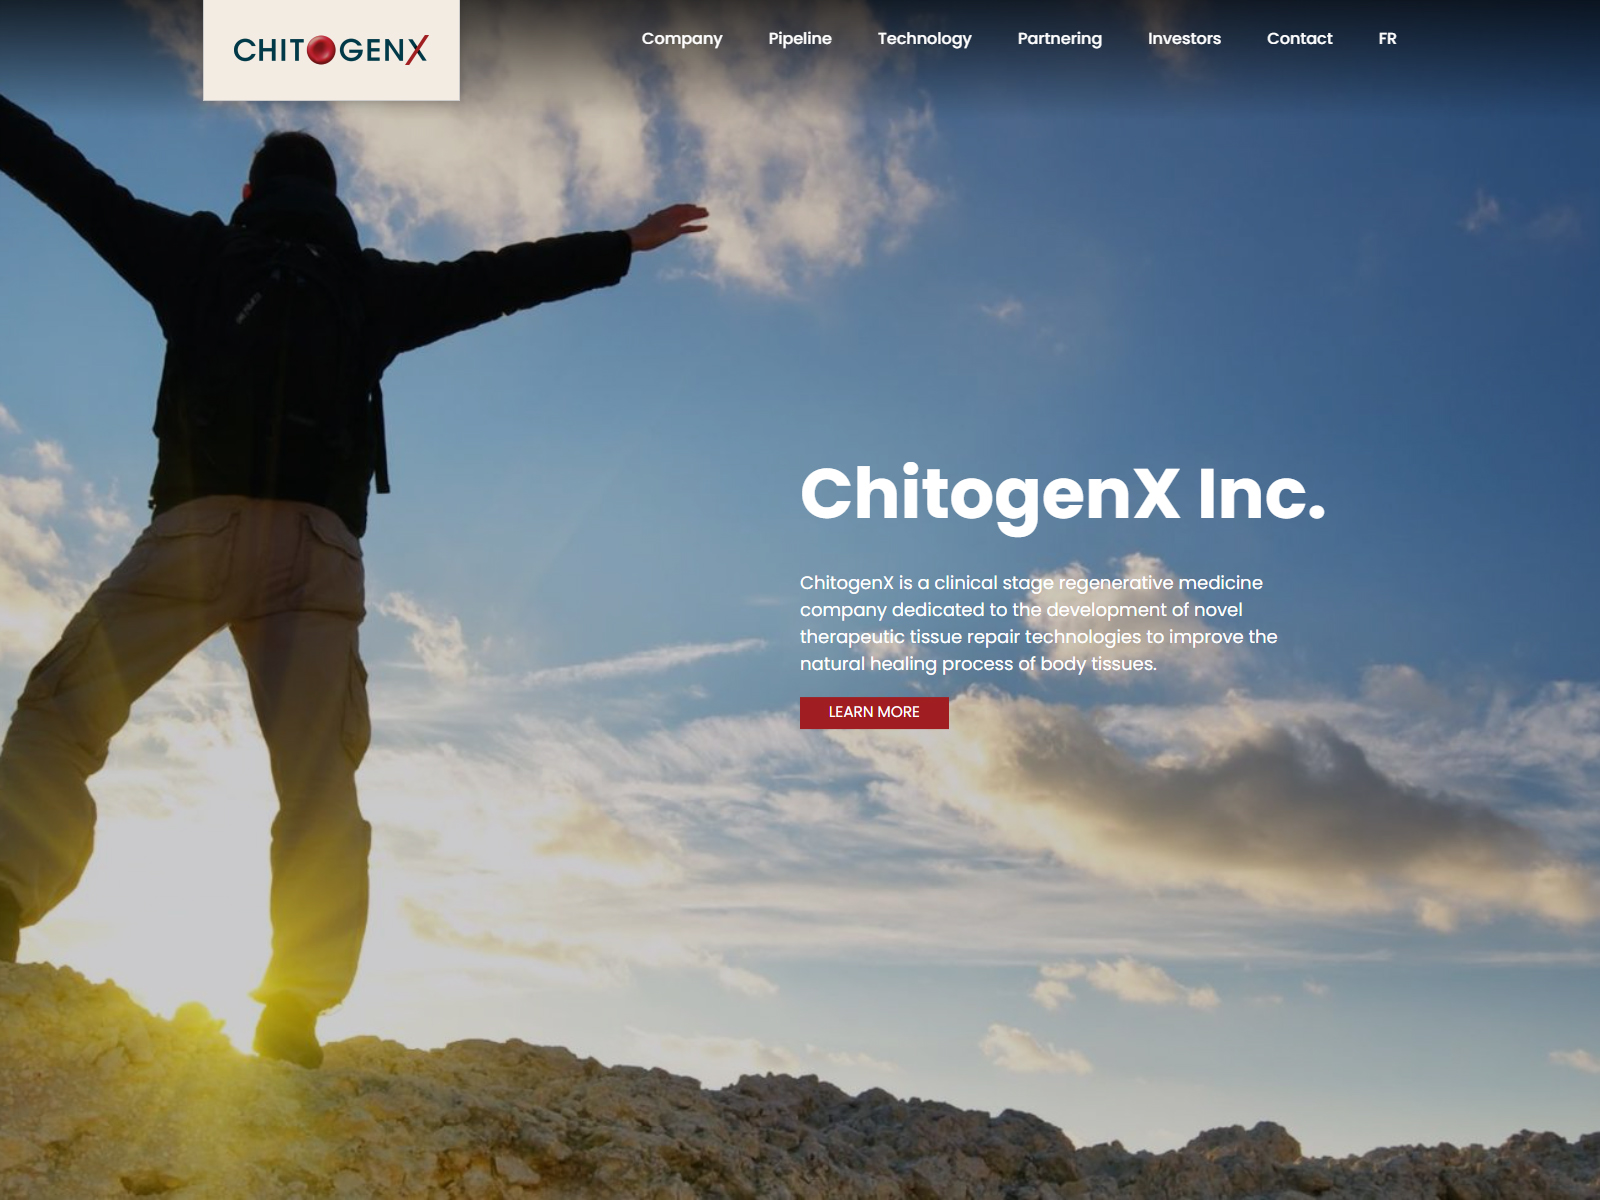 CHITOGENX
Company Pipeline Technology Partnering Investors Contact FR
ChitogenX Inc.
ChitogenX is a clinical stage regenerative medicine
company dedicated to the development of novel
therapeutic tissue repair technologies to improve the
natural healing process of body tissues.
LEARN MORE